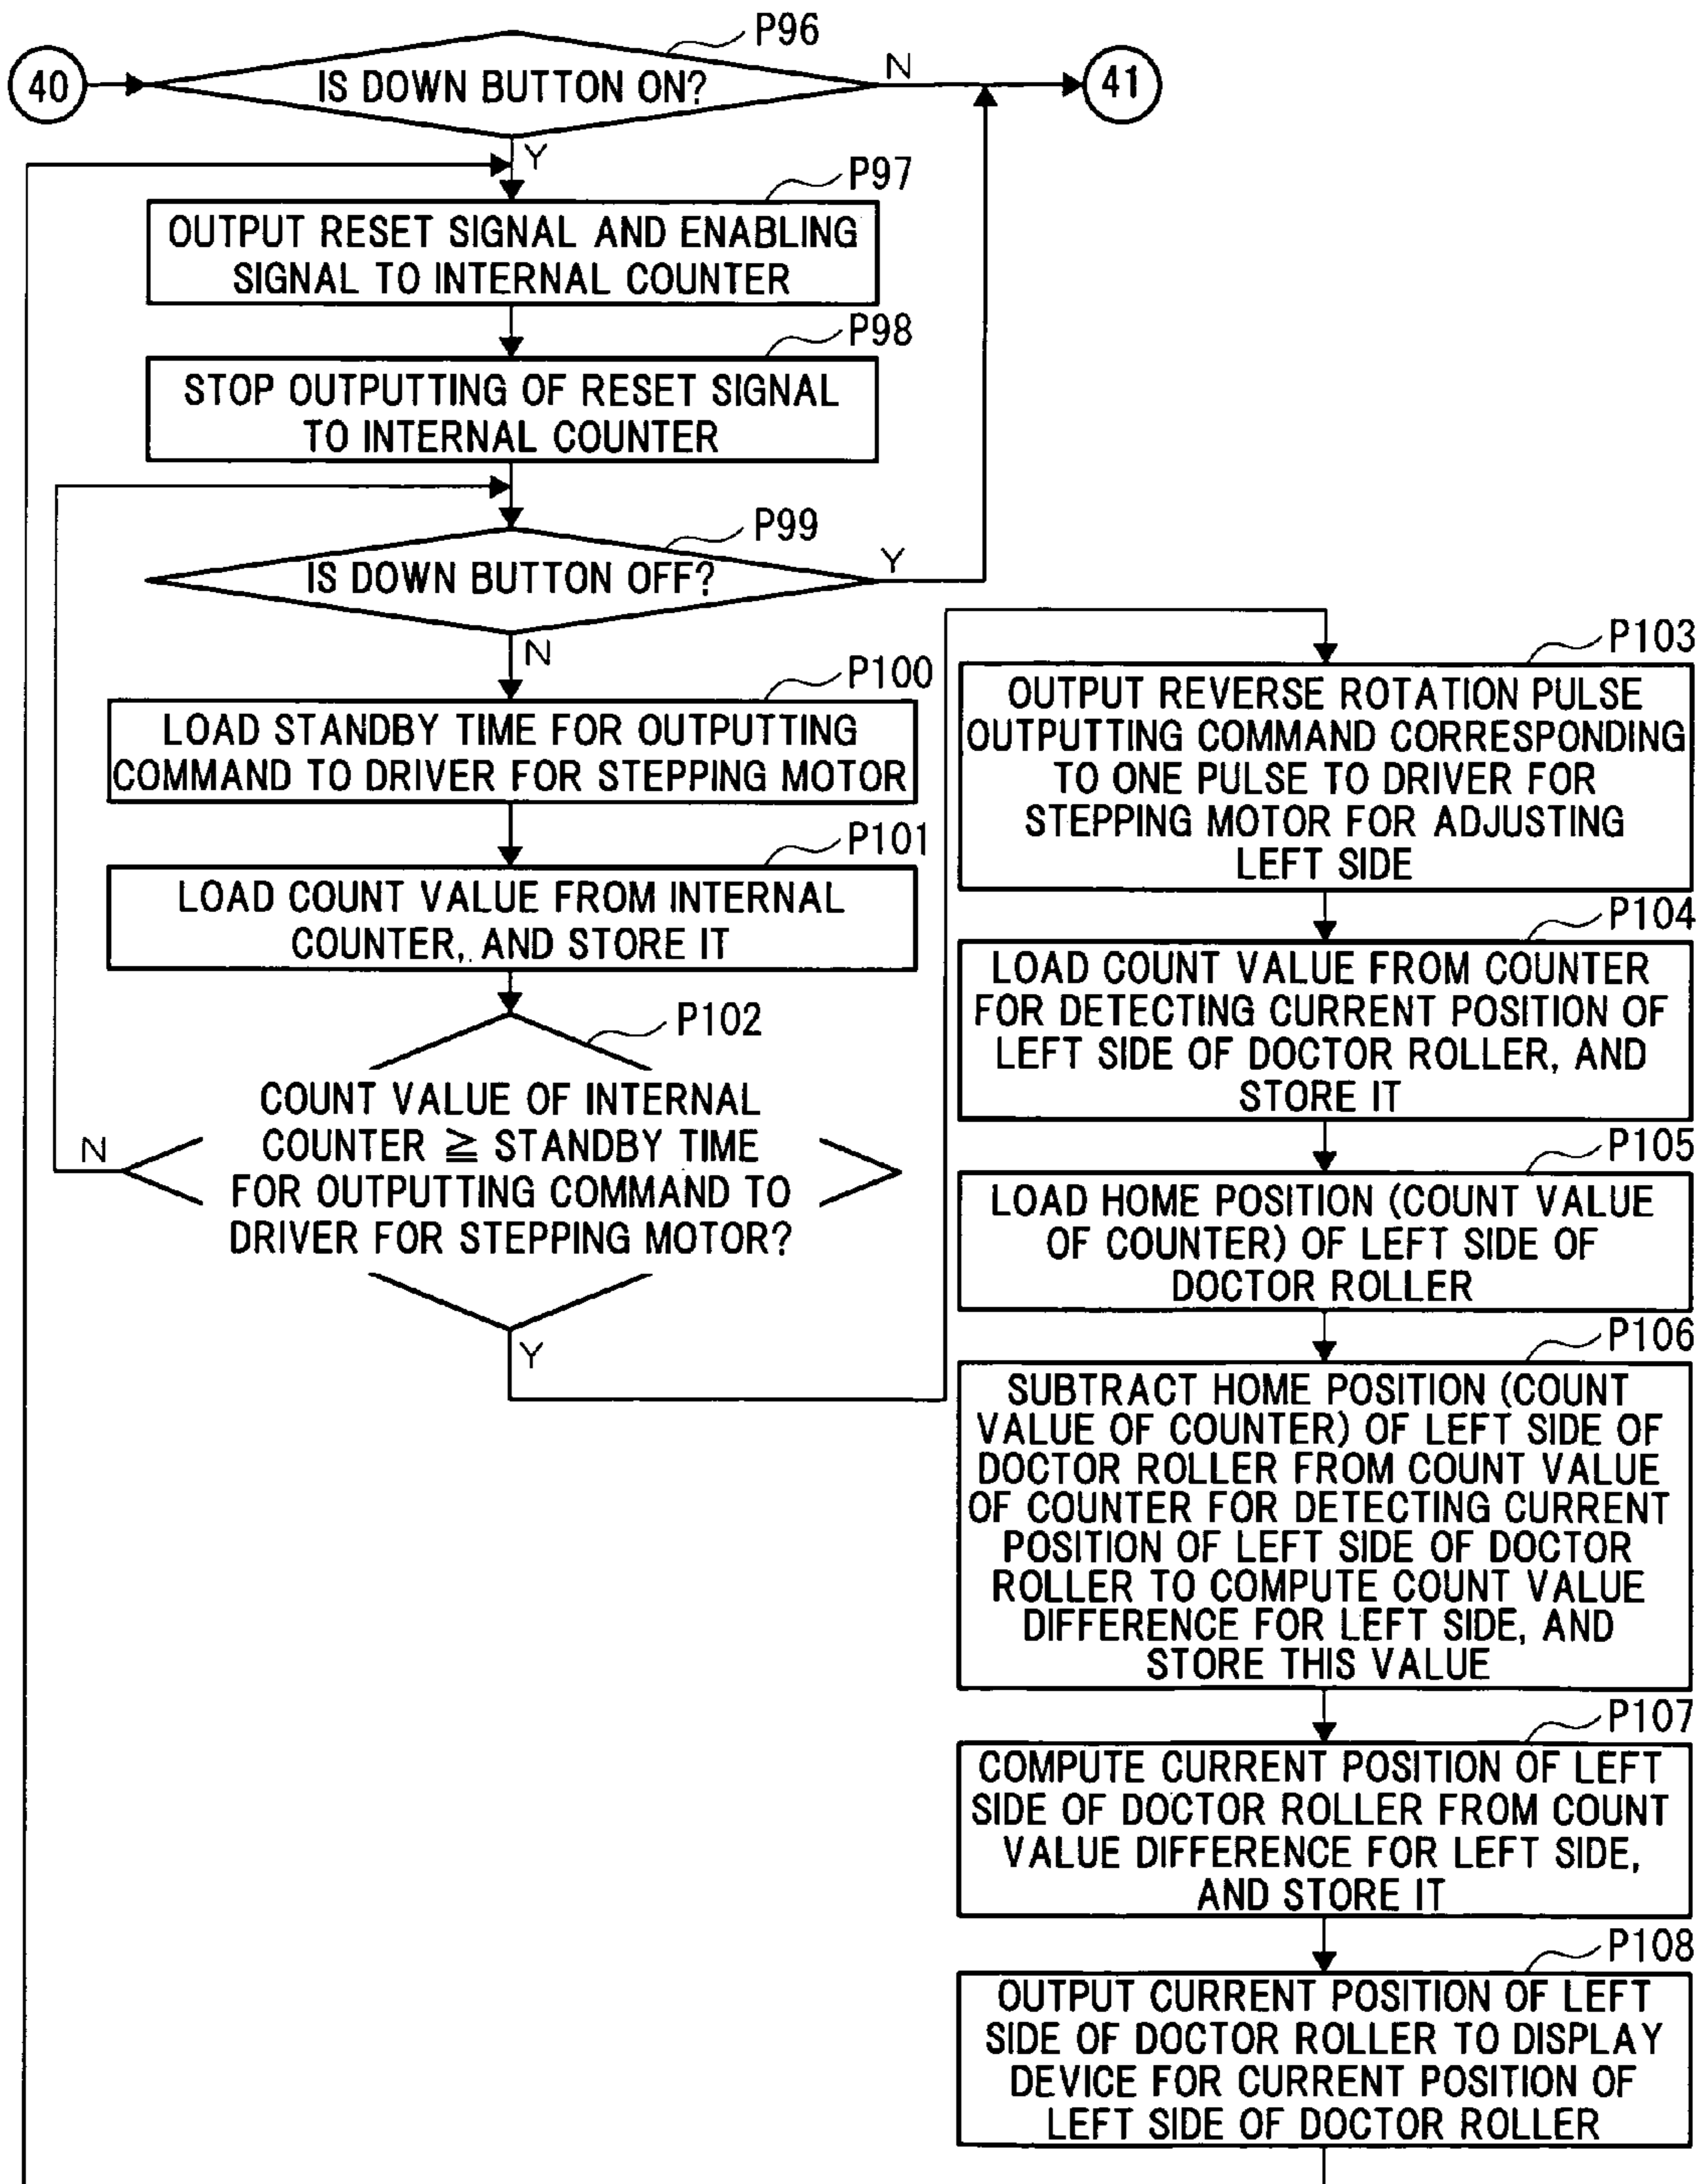 40
P96
IS DOWN BUTTON ON?
N
41
Y
P97
OUTPUT RESET SIGNAL AND ENABLING
SIGNAL TO INTERNAL COUNTER
P98
STOP OUTPUTTING OF RESET SIGNAL
TO INTERNAL COUNTER
P99
IS DOWN BUTTON OFF?
Y
N
P100
LOAD STANDBY TIME FOR OUTPUTTING
COMMAND TO DRIVER FOR STEPPING MOTOR
P101
LOAD COUNT VALUE FROM INTERNAL
COUNTER, AND STORE IT
P102
COUNT VALUE OF INTERNAL
COUNTER ≧ STANDBY TIME
FOR OUTPUTTING COMMAND TO
DRIVER FOR STEPPING MOTOR?
N
Y
P103
OUTPUT REVERSE ROTATION PULSE
OUTPUTTING COMMAND CORRESPONDING
TO ONE PULSE TO DRIVER FOR
STEPPING MOTOR FOR ADJUSTING
LEFT SIDE
P104
LOAD COUNT VALUE FROM COUNTER
FOR DETECTING CURRENT POSITION OF
LEFT SIDE OF DOCTOR ROLLER, AND
STORE IT
P105
LOAD HOME POSITION (COUNT VALUE
OF COUNTER) OF LEFT SIDE OF
DOCTOR ROLLER
P106
SUBTRACT HOME POSITION (COUNT
VALUE OF COUNTER) OF LEFT SIDE OF
DOCTOR ROLLER FROM COUNT VALUE
OF COUNTER FOR DETECTING CURRENT
POSITION OF LEFT SIDE OF DOCTOR
ROLLER TO COMPUTE COUNT VALUE
DIFFERENCE FOR LEFT SIDE, AND
STORE THIS VALUE
P107
COMPUTE CURRENT POSITION OF LEFT
SIDE OF DOCTOR ROLLER FROM COUNT
VALUE DIFFERENCE FOR LEFT SIDE,
AND STORE IT
P108
OUTPUT CURRENT POSITION OF LEFT
SIDE OF DOCTOR ROLLER TO DISPLAY
DEVICE FOR CURRENT POSITION OF
LEFT SIDE OF DOCTOR ROLLER